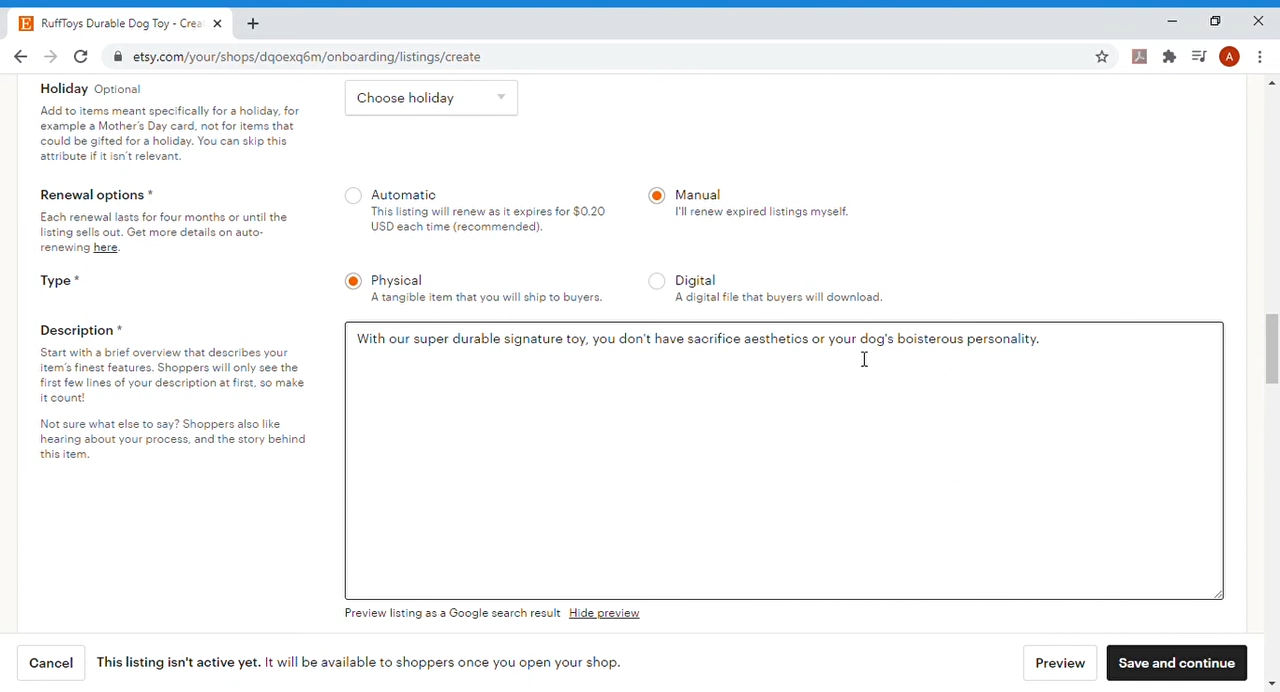 RuffToys Durable Dog Toy - Crea
etsy.com/your/shops/dqoexq6m/onboarding/listings/create
A
Holiday Optional
Add to items meant specifically for a holiday, for
example a Mother's Day card, not for items that
could be gifted for a holiday. You can skip this
attribute if it isn't relevant.
Choose holiday
Renewal options *
Each renewal lasts for four months or until the
listing sells out. Get more details on auto-
renewing here.
Automatic
This listing will renew as it expires for $0.20
USD each time (recommended).
Manual
I'll renew expired listings myself.
Type *
Physical
A tangible item that you will ship to buyers.
Digital
A digital file that buyers will download.
Description *
Start with a brief overview that describes your
item's finest features. Shoppers will only see the
first few lines of your description at first, so make
it count!
Not sure what else to say? Shoppers also like
hearing about your process, and the story behind
this item.
With our super durable signature toy, you don't have sacrifice aesthetics or your dog's boisterous personality.
Preview listing as a Google search result Hide preview
Cancel
This listing isn't active yet. It will be available to shoppers once you open your shop.
Preview
Save and continue